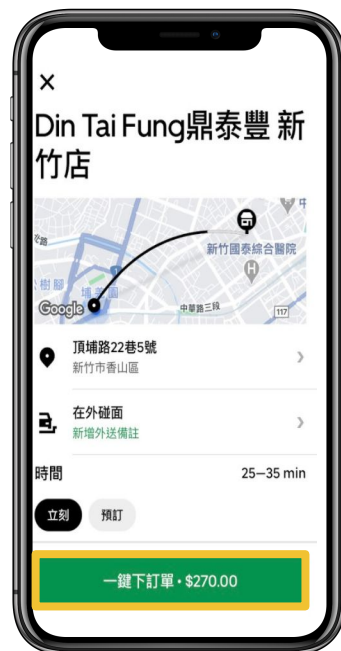 Din Tai Fung鼎泰豐 新
竹店
新竹國泰綜合醫院
樹腳
中華路三段
117
Google
頂埔路22巷5號
新竹市香山區
在外碰面
新增外送備註
時間
25—35 min
立刻
預訂
一鍵下訂單 • $270.00